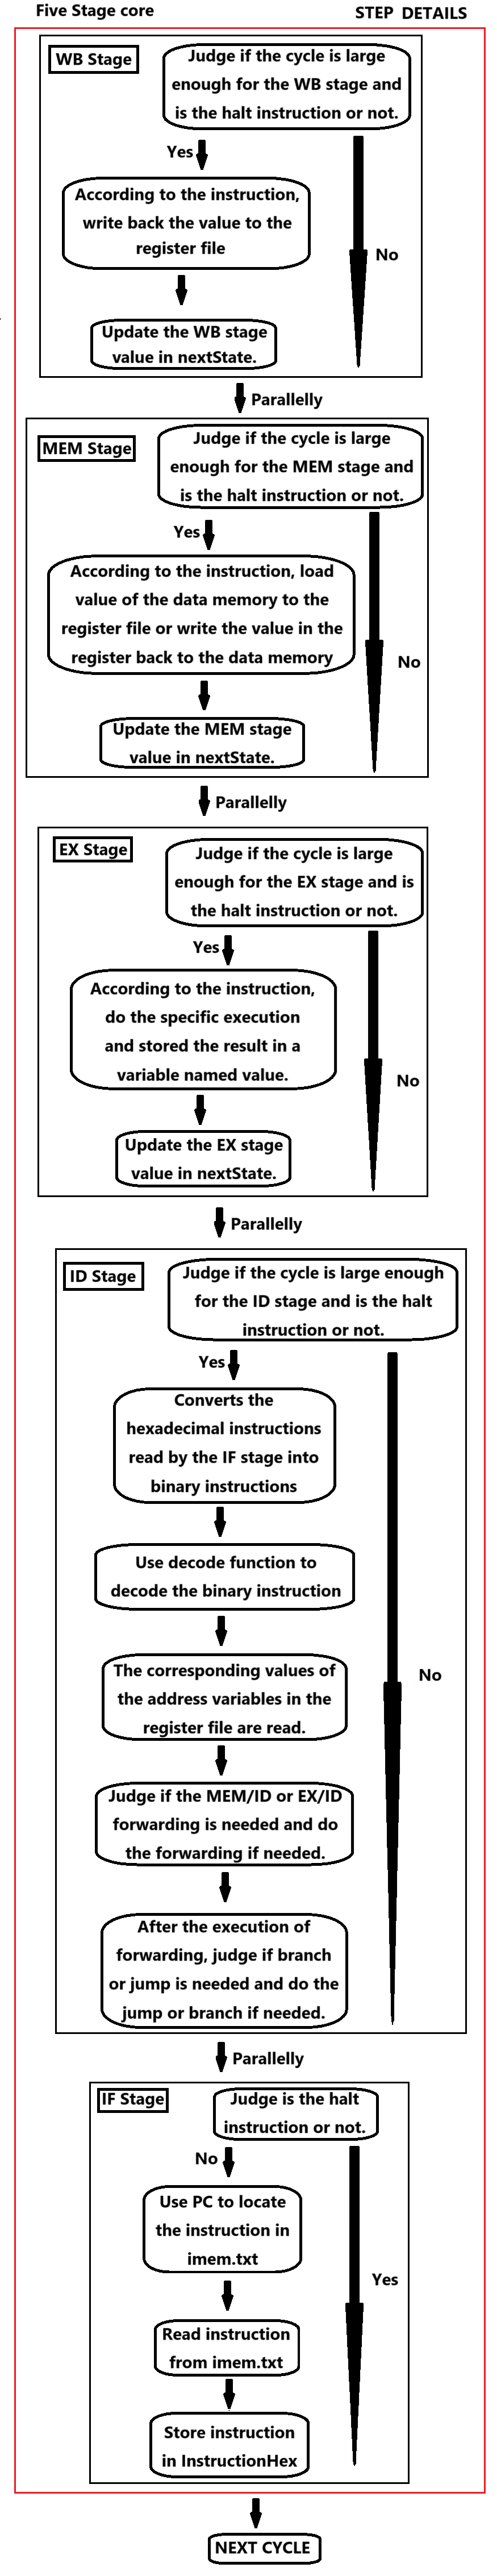 Five Stage core
STEP DETAILS
WB Stage
Judge if the cycle is large
enough for the WB stage and
is the halt instruction or not.
Yes
According to the instruction,
write back the value to the
register file
No
Update the WB stage
value in nextState.
Parallelly
MEM Stage
Judge if the cycle is large
enough for the MEM stage and
is the halt instruction or not.
Yes
According to the instruction, load
value of the data memory to the
register file or write the value in the
register back to the data memory
No
Update the MEM stage
value in nextState.
Parallelly
EX Stage
Judge if the cycle is large
enough for the EX stage and is
the halt instruction or not.
Yes
According to the instruction,
do the specific execution
and stored the result in a
variable named value.
No
Update the EX stage
value in nextState.
Parallelly
ID Stage
Judge if the cycle is large enough
for the ID stage and is the halt
instruction or not.
Yes
Converts the
hexadecimal instructions
read by the IF stage into
binary instructions
Use decode function to
decode the binary instruction
The corresponding values of
the address variables in the
register file are read.
No
Judge if the MEM/ID or EX/ID
forwarding is needed and do
the forwarding if needed.
After the execution of
forwarding, judge if branch
or jump is needed and do the
jump or branch if needed.
Parallelly
IF Stage
Judge is the halt
instruction or not.
No
Use PC to locate
the instruction in
imem.txt
Yes
Read instruction
from imem.txt
Store instruction
in InstructionHex
NEXT CYCLE